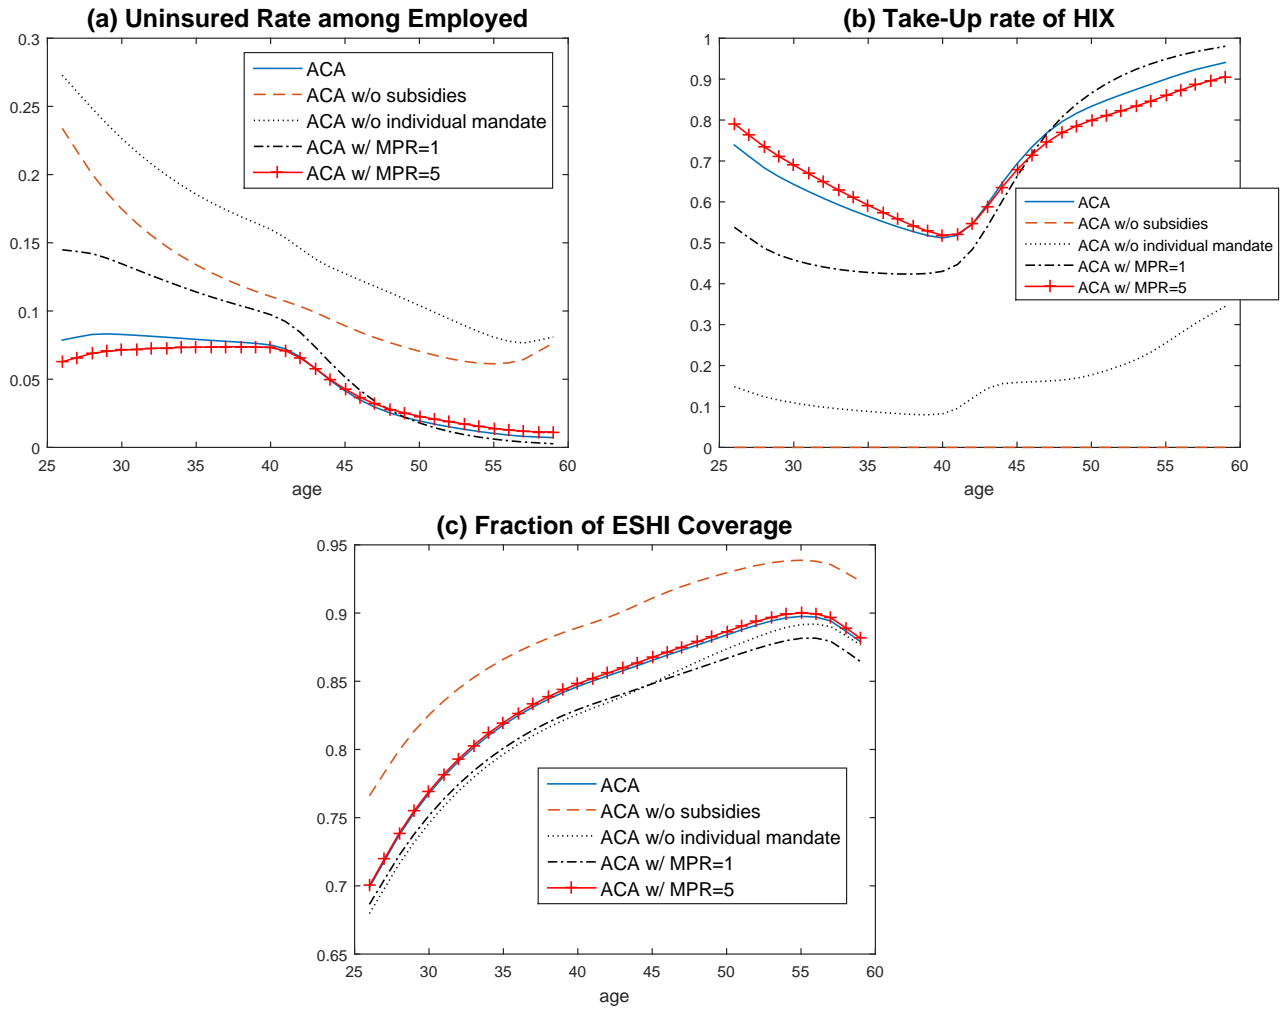 (a) Uninsured Rate among Employed
0.3
0.25
0.2
0.15
0.1
0.05
0
25 30 35 40 45 50 55 60
age
ACA
ACA w/o subsidies
ACA w/o individual mandate
ACA w/ MPR=1
ACA w/ MPR=5
(b) Take-Up rate of HIX
1
0.9
0.8
0.7
0.6
0.5
0.4
0.3
0.2
0.1
0
25 30 35 40 45 50 55 60
age
ACA
ACA w/o subsidies
ACA w/o individual mandate
ACA w/ MPR=1
ACA w/ MPR=5
(c) Fraction of ESHI Coverage
0.95
0.9
0.85
0.8
0.75
0.7
0.65
25 30 35 40 45 50 55 60
age
ACA
ACA w/o subsidies
ACA w/o individual mandate
ACA w/ MPR=1
ACA w/ MPR=5